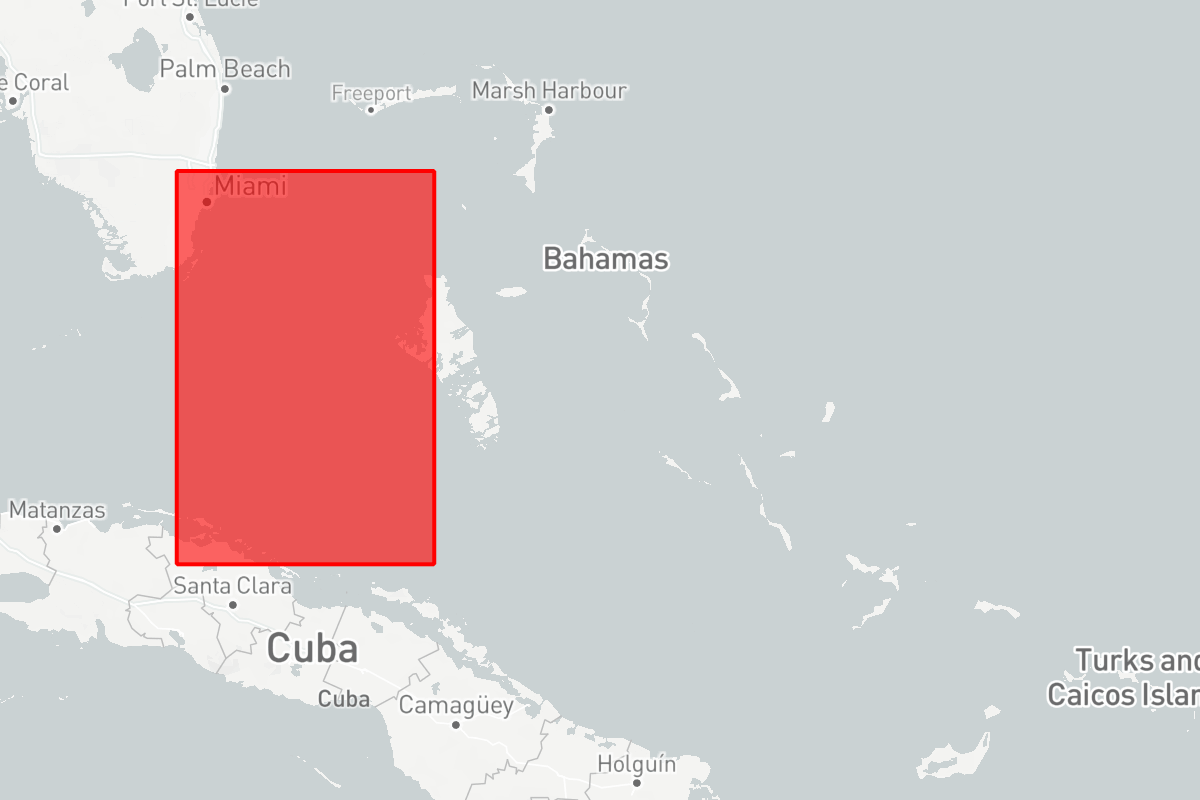 Port St. Lucie
Palm Beach
e Coral
Freeport
Marsh Harbour
Miami
Bahamas
Matanzas
Santa Clara
Cuba
Cuba
Camagüey
Turks and
Caicos Islan
Holguín